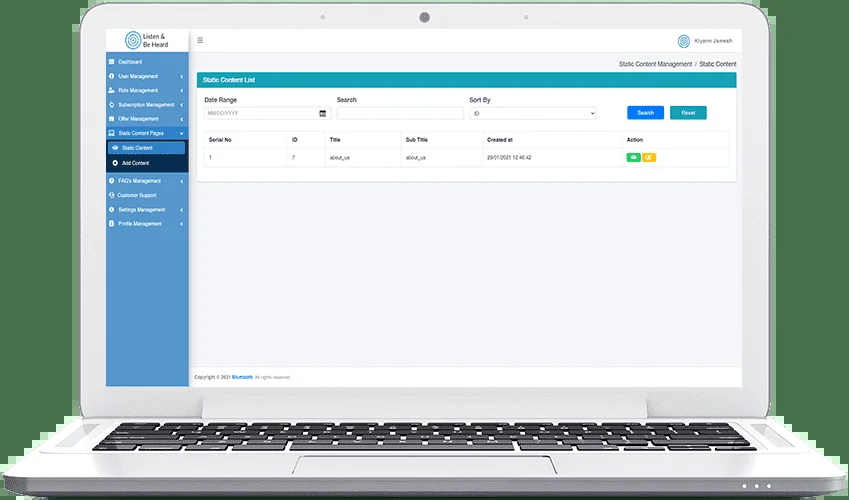 Listen &
Be Heard
Kiyann Jamesh
Static Content Management / Static Content
Dashboard
User Management
Role Management
Subscription Management
Offer Management
Static Content Pages
Static Content
Add Content
FAQ's Management
Customer Support
Settings Management
Profile Management
Static Content List
Date Range Search Sort By
MM/DD/YYYY ID Search Reset
Serial No ID Title Sub Title Created at Action
1 7 about_us about_us 29/01/2021 12:46:42
Copyright © 2021 Bluetooth. All rights reserved.